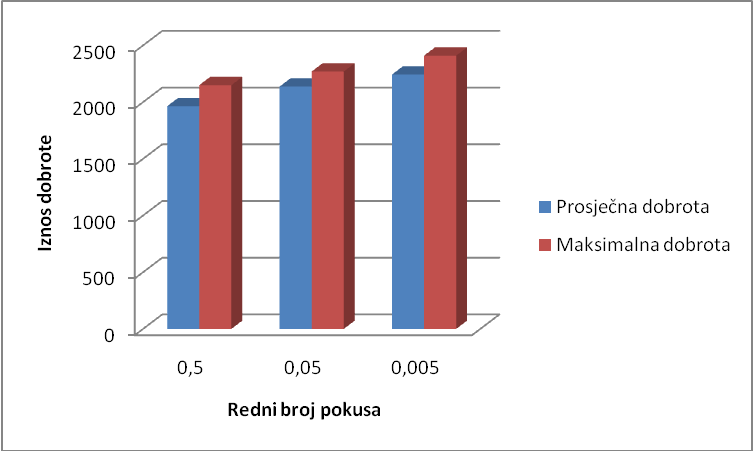 2500
2000
1500
1000
500
0
Iznos dobrote
0,5 0,05 0,005
Redni broj pokusa
Prosječna dobrota
Maksimalna dobrota